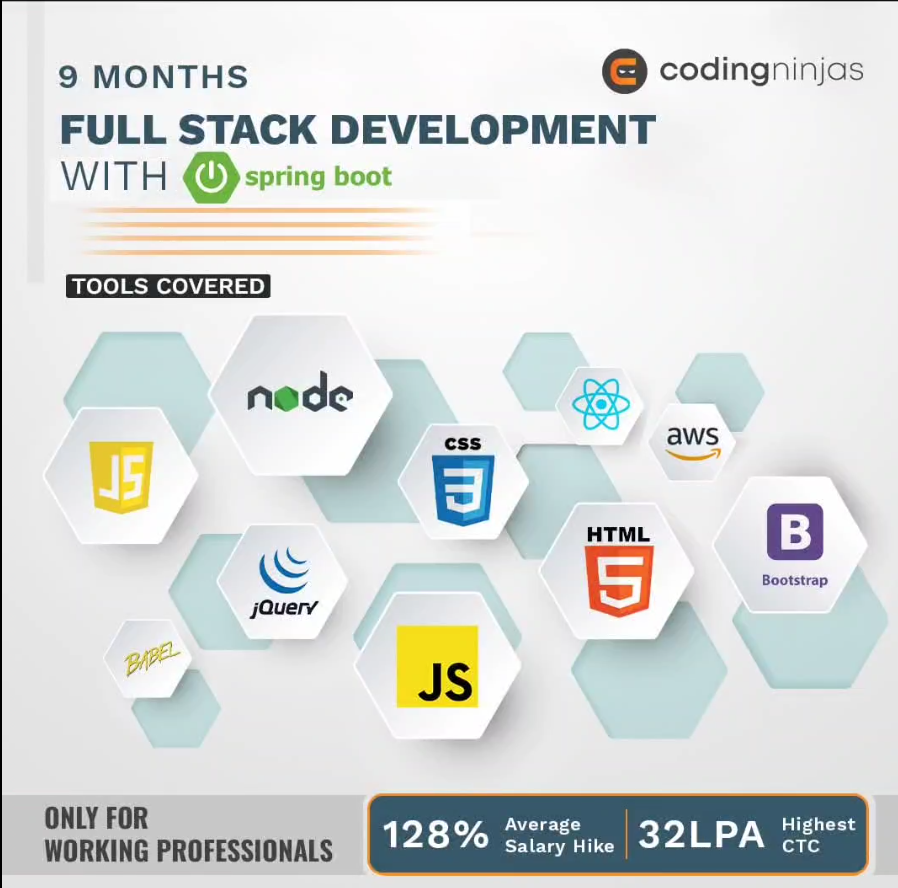 9 MONTHS
codingninjas
FULL STACK DEVELOPMENT
WITH spring boot
TOOLS COVERED
node
aws
CSS
3
JS
HTML
5
B
Bootstrap
jQuery
BABEL
JS
ONLY FOR
WORKING PROFESSIONALS
128% Average
Salary Hike
32LPA Highest
CTC